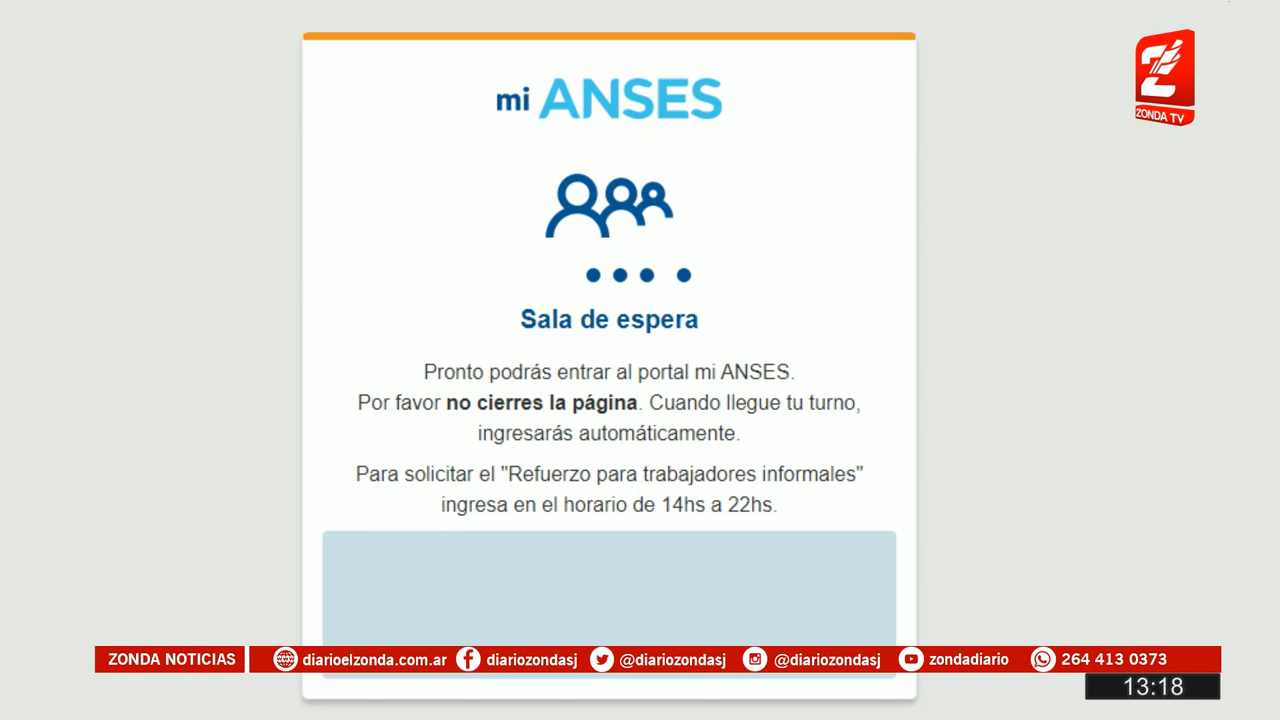 mi ANSES
ZONDA TV
Sala de espera
Pronto podrás entrar al portal mi ANSES.
Por favor no cierres la página. Cuando llegue tu turno,
ingresarás automáticamente.
Para solicitar el "Refuerzo para trabajadores informales"
ingresa en el horario de 14hs a 22hs.
ZONDA NOTICIAS diarioelzonda.com.ar diariozondasj @diariozondasj @diariozondasj zondadiario 264 413 0373
13:18